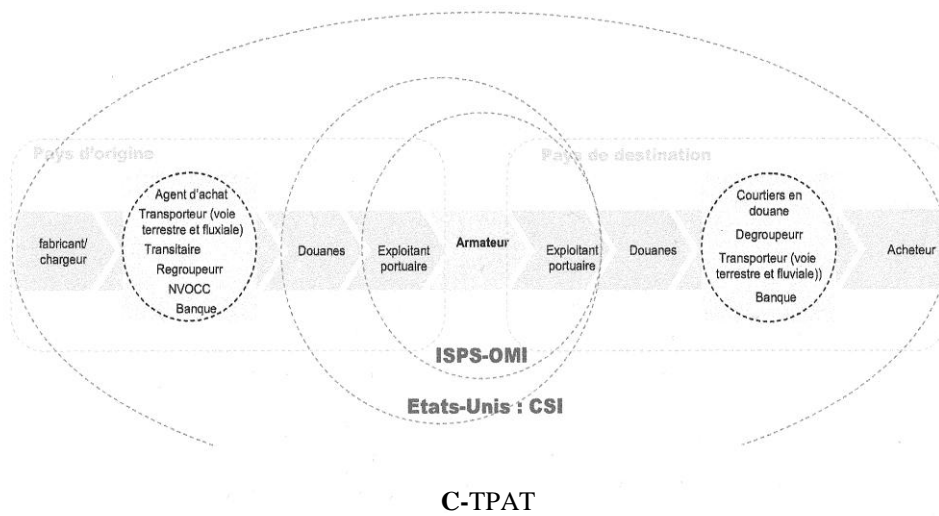 Pays d'origine
Pays de destination
fabricant/
chargeur
Agent d'achat
Transporteur (voie
terrestre et fluxiale)
Transitaire
Regroupeurr
NVOCC
Banque
Douanes
Exploitant
portuaire
Armateur
Exploitant
portuaire
Douanes
Courtiers en
douane
Degroupeurr
Transporteur (voie
terrestre et fluviale))
Banque
Acheteur
ISPS-OMI
Etats-Unis : CSI
C-TPAT